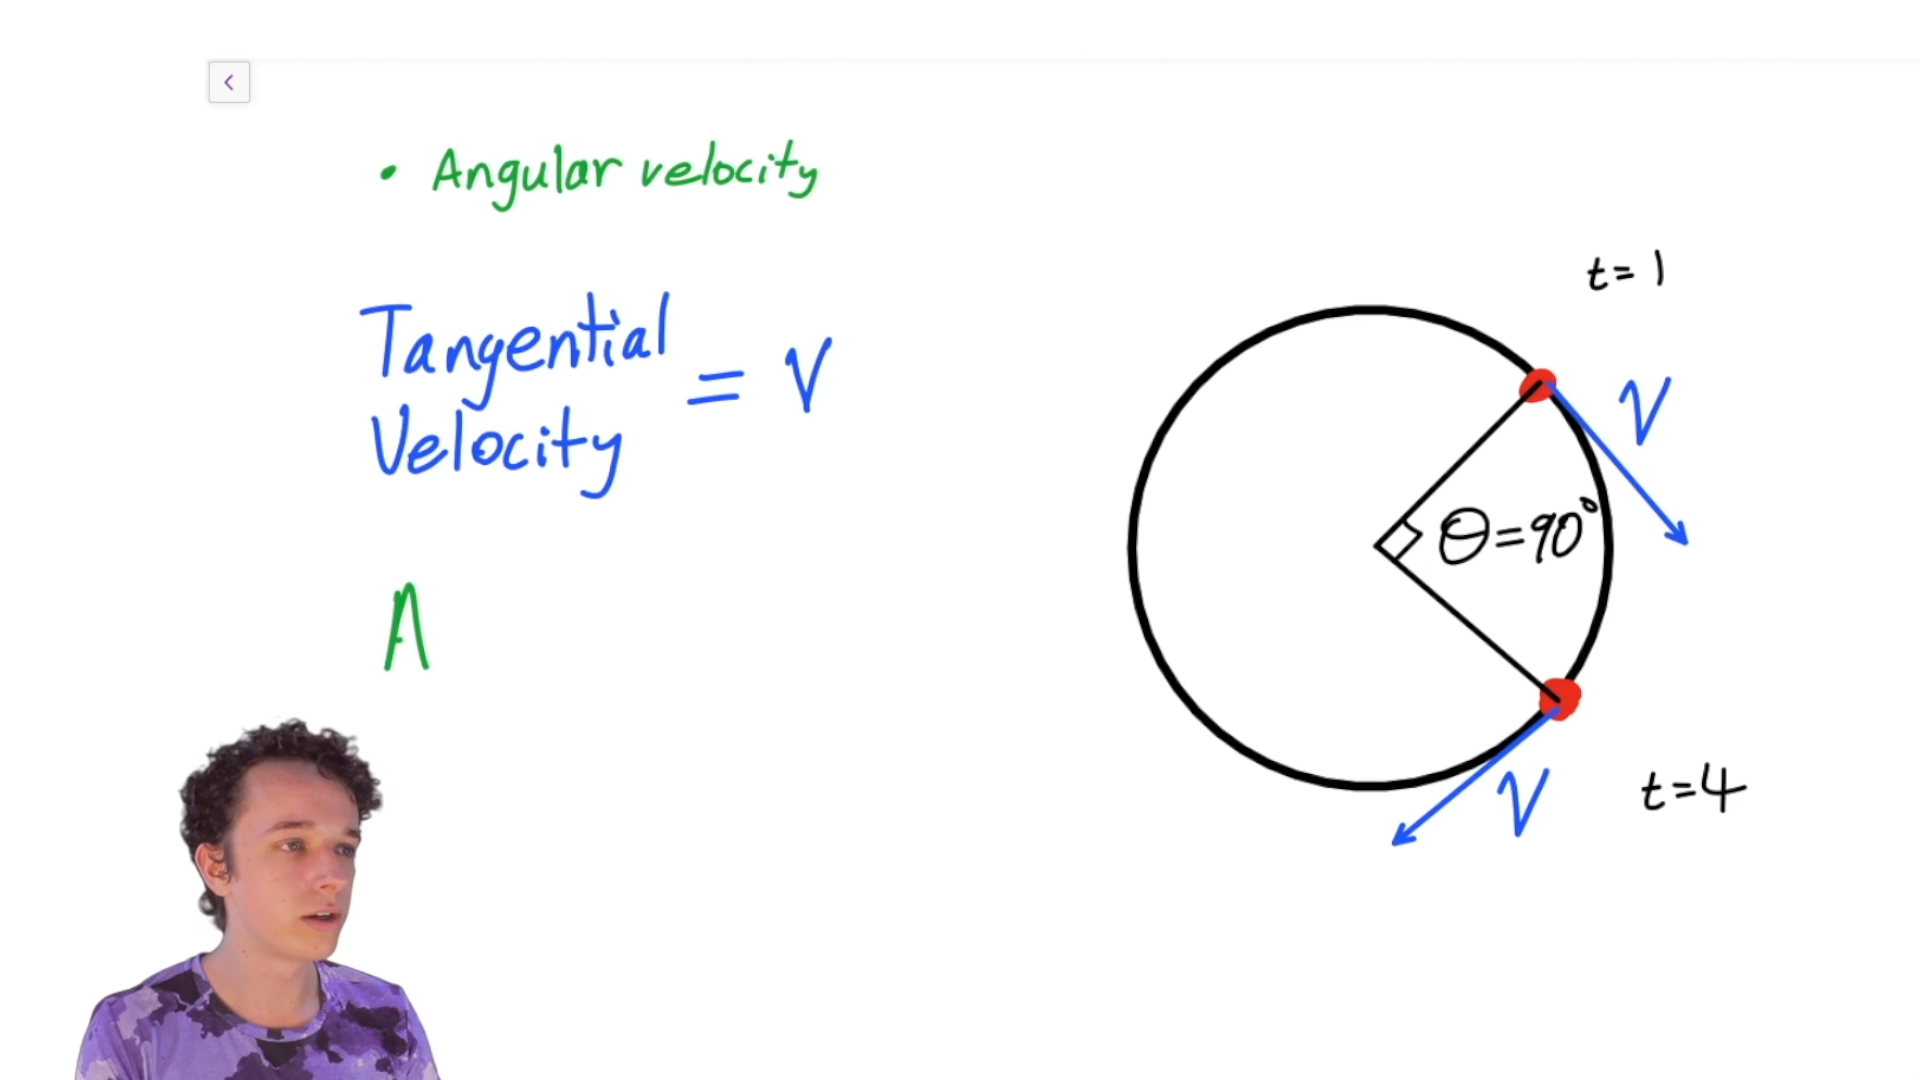 • Angular velocity
Tangential
Velocity
= V
A
t=1
V
θ=90°
V
t=4